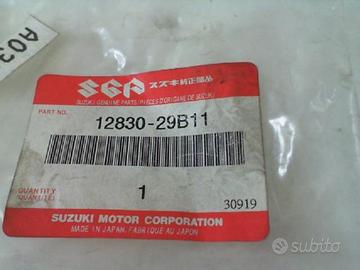 A03
SGP スズキ純正部品
SUZUKI GENUINE PARTS/PIECES D'ORIGINE DE SUZUKI
PART NO.
12830-29B11
QUANTITY
QUANTITE
1
30919
SUZUKI MOTOR CORPORATION
MADE IN JAPAN, FABRIQUE AU JAPON
subito